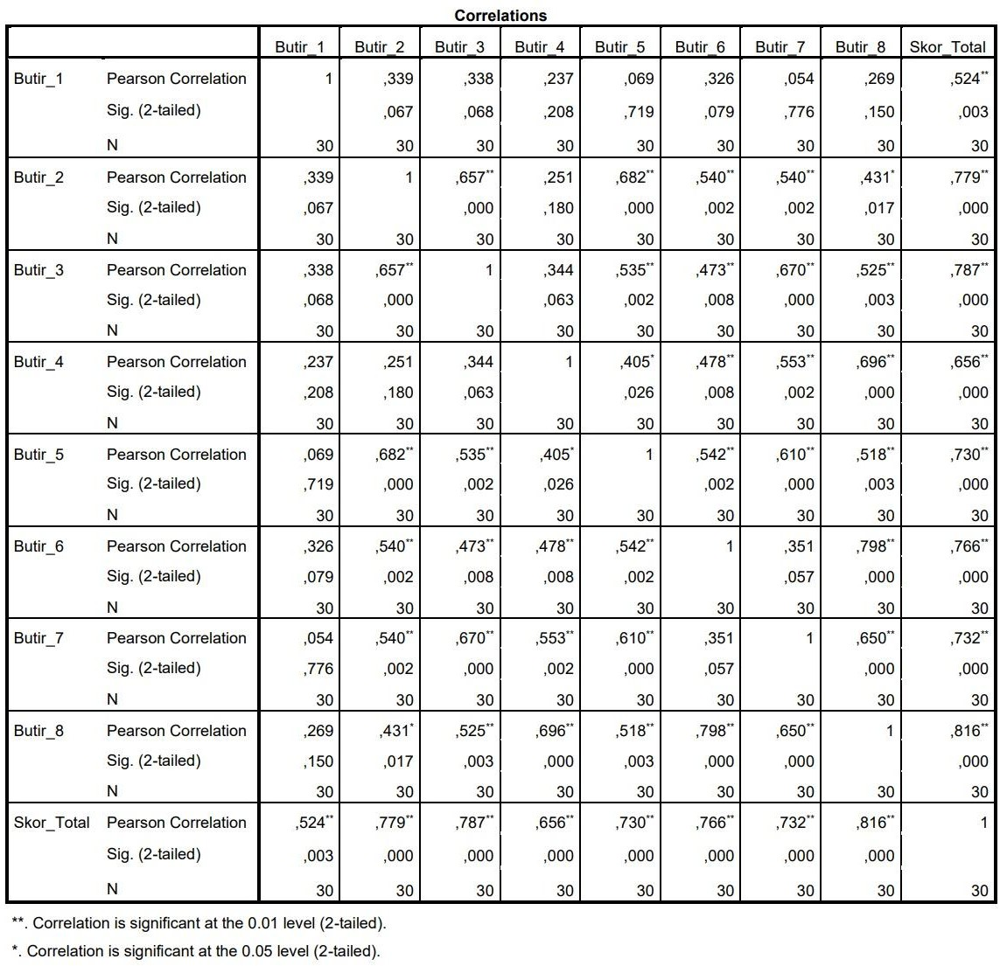 Correlations
Butir_1 Butir_2 Butir_3 Butir_4 Butir_5 Butir_6 Butir_7 Butir_8 Skor_Total
Butir_1 Pearson Correlation 1 ,339 ,338 ,237 ,069 ,326 ,054 ,269 ,524**
Sig. (2-tailed) ,067 ,068 ,208 ,719 ,079 ,776 ,150 ,003
N 30 30 30 30 30 30 30 30 30
Butir_2 Pearson Correlation ,339 1 ,657** ,251 ,682** ,540** ,540** ,431* ,779**
Sig. (2-tailed) ,067 ,000 ,180 ,000 ,002 ,002 ,017 ,000
N 30 30 30 30 30 30 30 30 30
Butir_3 Pearson Correlation ,338 ,657** 1 ,344 ,535** ,473** ,670** ,525** ,787**
Sig. (2-tailed) ,068 ,000 ,063 ,002 ,008 ,000 ,003 ,000
N 30 30 30 30 30 30 30 30 30
Butir_4 Pearson Correlation ,237 ,251 ,344 1 ,405* ,478** ,553** ,696** ,656**
Sig. (2-tailed) ,208 ,180 ,063 ,026 ,008 ,002 ,000 ,000
N 30 30 30 30 30 30 30 30 30
Butir_5 Pearson Correlation ,069 ,682** ,535** ,405* 1 ,542** ,610** ,518** ,730**
Sig. (2-tailed) ,719 ,000 ,002 ,026 ,002 ,000 ,003 ,000
N 30 30 30 30 30 30 30 30 30
Butir_6 Pearson Correlation ,326 ,540** ,473** ,478** ,542** 1 ,351 ,798** ,766**
Sig. (2-tailed) ,079 ,002 ,008 ,008 ,002 ,057 ,000 ,000
N 30 30 30 30 30 30 30 30 30
Butir_7 Pearson Correlation ,054 ,540** ,670** ,553** ,610** ,351 1 ,650** ,732**
Sig. (2-tailed) ,776 ,002 ,000 ,002 ,000 ,057 ,000 ,000
N 30 30 30 30 30 30 30 30 30
Butir_8 Pearson Correlation ,269 ,431* ,525** ,696** ,518** ,798** ,650** 1 ,816**
Sig. (2-tailed) ,150 ,017 ,003 ,000 ,003 ,000 ,000 ,000
N 30 30 30 30 30 30 30 30 30
Skor_Total Pearson Correlation ,524** ,779** ,787** ,656** ,730** ,766** ,732** ,816** 1
Sig. (2-tailed) ,003 ,000 ,000 ,000 ,000 ,000 ,000 ,000
N 30 30 30 30 30 30 30 30 30
**. Correlation is significant at the 0.01 level (2-tailed).
*. Correlation is significant at the 0.05 level (2-tailed).